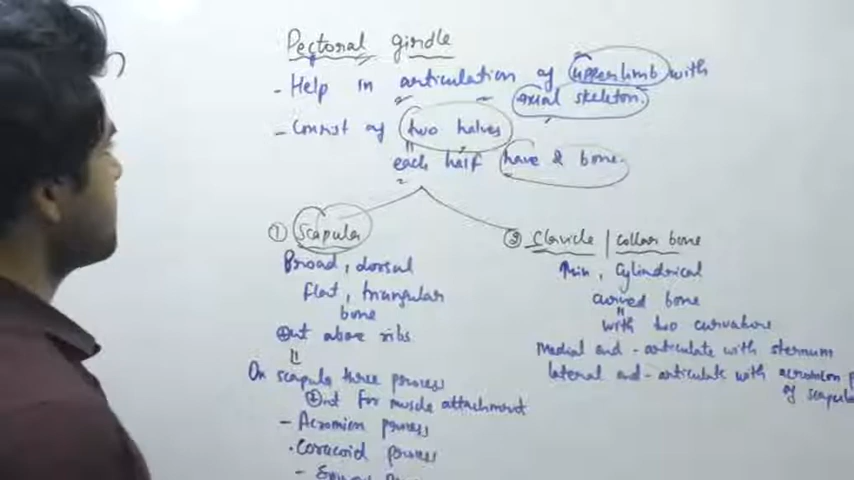 Pectoral girdle
- Help in articulation of upper limb with
axial skeleton.
- Consist of two halves
each half have 2 bone.
① Scapular
Broad, dorsal
flat, triangular
bone
Out above ribs
On scapula three process
Out for muscle attachment
- Acromion process
- Coracoid process
② Clavicle | collar bone
Thin, cylindrical
curved bone
with two curvature
Medial end - articulate with sternum
lateral end - articulate with acromion p
of scapula